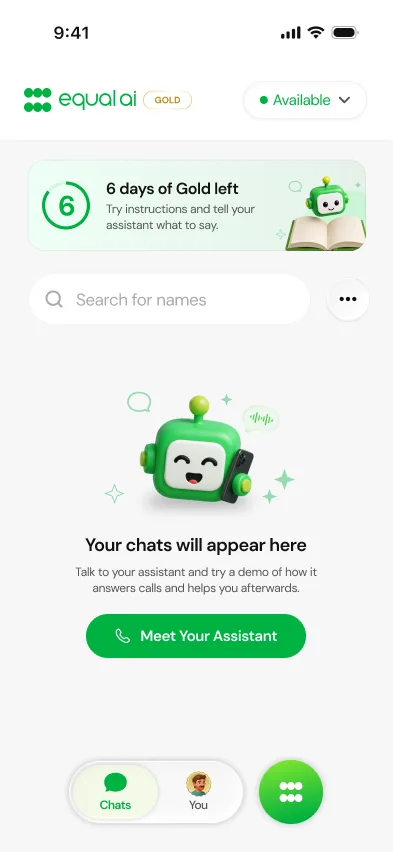 9:41
equal ai GOLD
Available
6
6 days of Gold left
Try instructions and tell your
assistant what to say.
Search for names
Your chats will appear here
Talk to your assistant and try a demo of how it
answers calls and helps you afterwards.
Meet Your Assistant
Chats
You